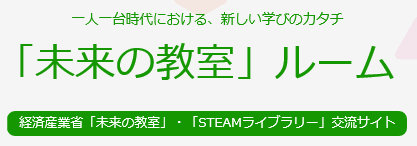 一人一台時代における、新しい学びのカタチ
「未来の教室」ルーム
経済産業省「未来の教室」・「STEAMライブラリー」交流サイト